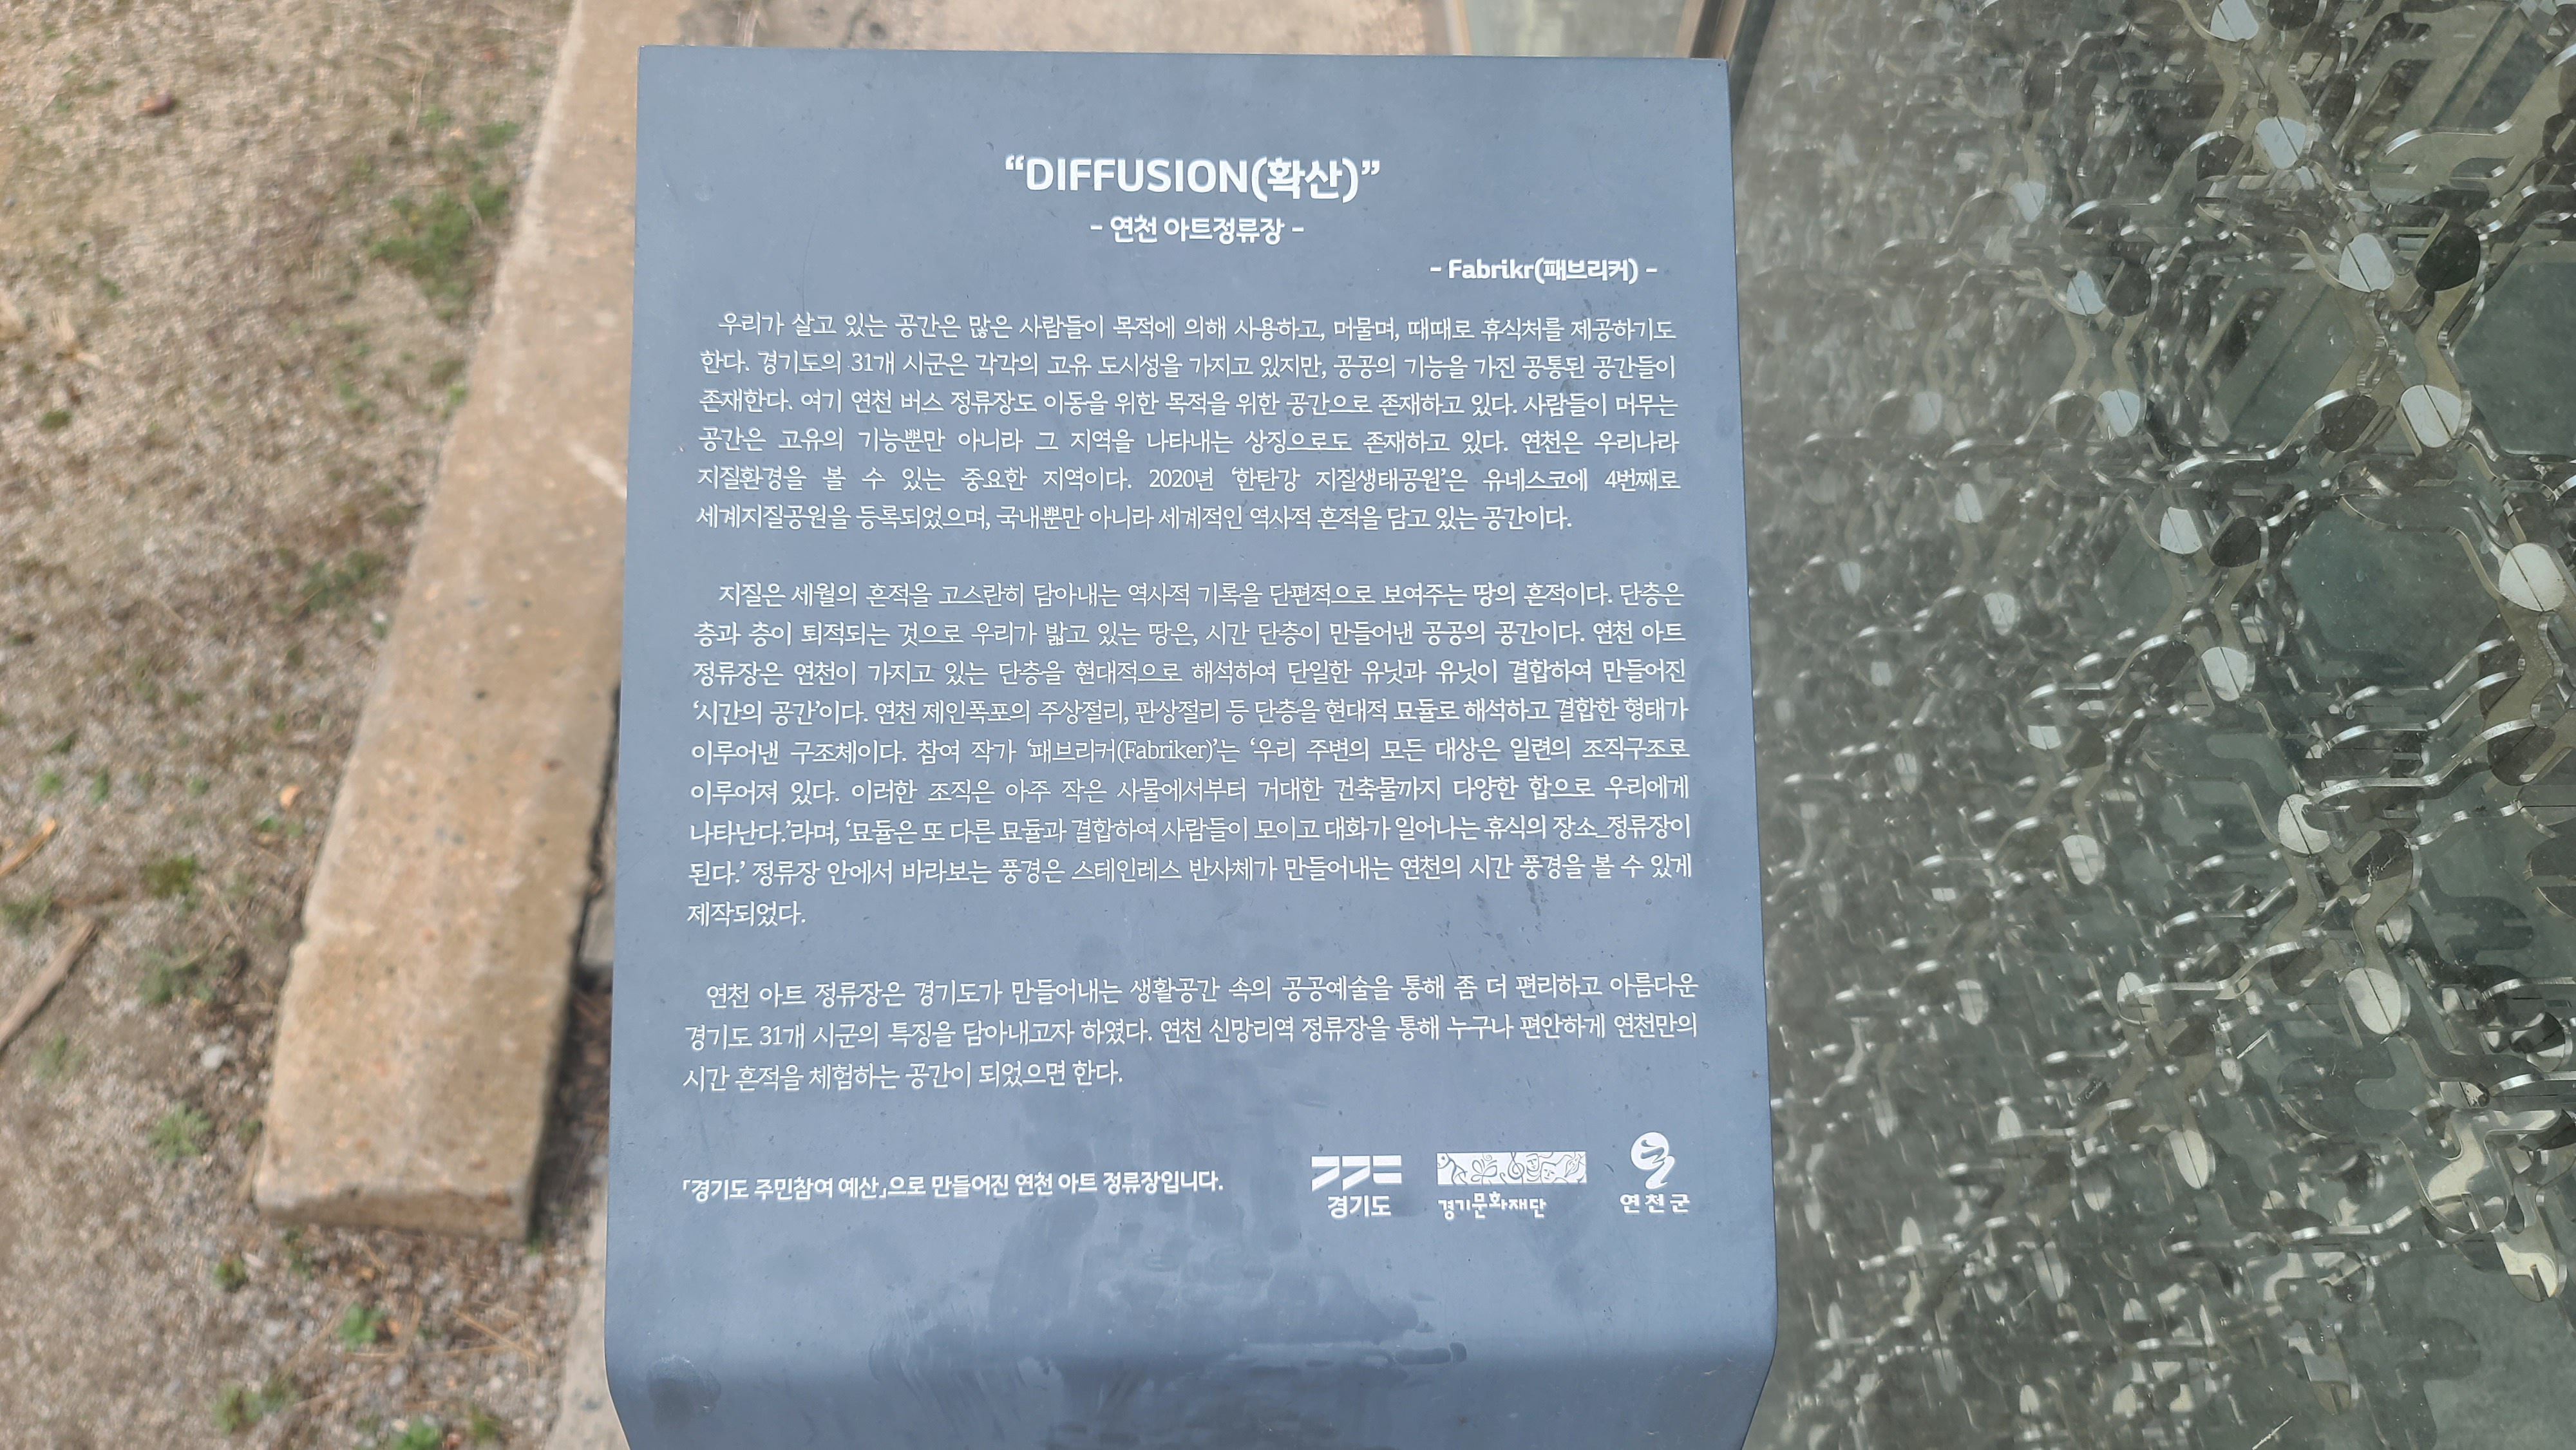 “DIFFUSION(확산)”
- 연천 아트정류장 -
- Fabrikr(패브리커) -
우리가 살고 있는 공간은 많은 사람들이 목적에 의해 사용하고, 머물며, 때때로 휴식처를 제공하기도
한다. 경기도의 31개 시군은 각각의 고유 도시성을 가지고 있지만, 공공의 기능을 가진 공통된 공간들이
존재한다. 여기 연천 버스 정류장도 이동을 위한 목적을 위한 공간으로 존재하고 있다. 사람들이 머무는
공간은 고유의 기능뿐만 아니라 그 지역을 나타내는 상징으로도 존재하고 있다. 연천은 우리나라
지질환경을 볼 수 있는 중요한 지역이다. 2020년 ‘한탄강 지질생태공원’은 유네스코에 4번째로
세계지질공원을 등록되었으며, 국내뿐만 아니라 세계적인 역사적 흔적을 담고 있는 공간이다.
지질은 세월의 흔적을 고스란히 담아내는 역사적 기록을 단편적으로 보여주는 땅의 흔적이다. 단층은
층과 층이 퇴적되는 것으로 우리가 밟고 있는 땅은, 시간 단층이 만들어낸 공공의 공간이다. 연천 아트
정류장은 연천이 가지고 있는 단층을 현대적으로 해석하여 단일한 유닛과 유닛이 결합하여 만들어진
‘시간의 공간’이다. 연천 제인폭포의 주상절리, 판상절리 등 단층을 현대적 묘듈로 해석하고 결합한 형태가
이루어낸 구조체이다. 참여 작가 ‘패브리커(Fabriker)’는 ‘우리 주변의 모든 대상은 일련의 조직구조로
이루어져 있다. 이러한 조직은 아주 작은 사물에서부터 거대한 건축물까지 다양한 합으로 우리에게
나타난다.’라며, ‘묘듈은 또 다른 묘듈과 결합하여 사람들이 모이고 대화가 일어나는 휴식의 장소_정류장이
된다.’ 정류장 안에서 바라보는 풍경은 스테인레스 반사체가 만들어내는 연천의 시간 풍경을 볼 수 있게
제작되었다.
연천 아트 정류장은 경기도가 만들어내는 생활공간 속의 공공예술을 통해 좀 더 편리하고 아름다운
경기도 31개 시군의 특징을 담아내고자 하였다. 연천 신망리역 정류장을 통해 누구나 편안하게 연천만의
시간 흔적을 체험하는 공간이 되었으면 한다.
「경기도 주민참여 예산」으로 만들어진 연천 아트 정류장입니다.
경기도 경기문화재단 연천군